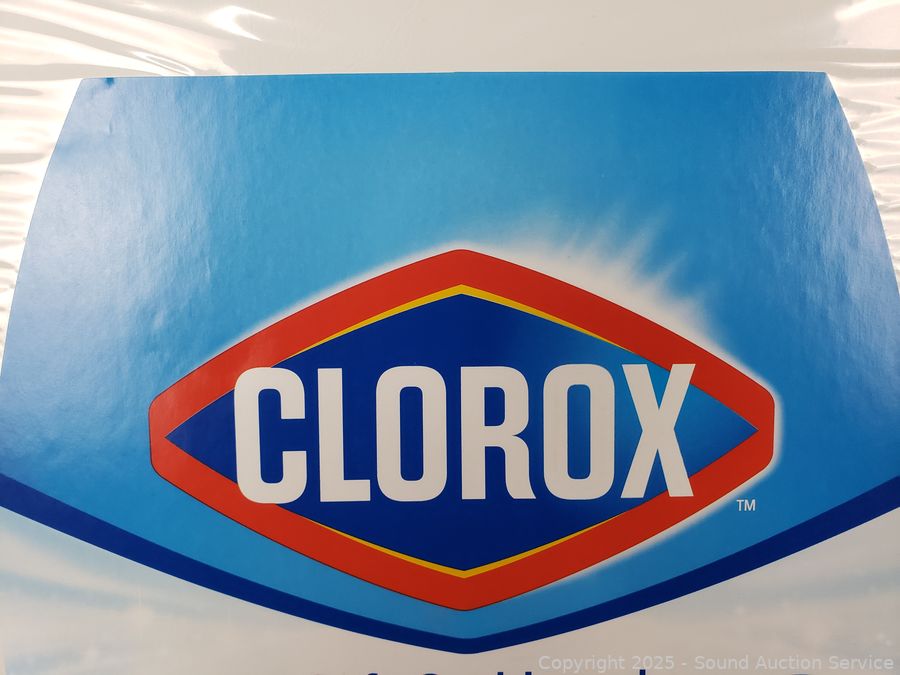 CLOROX
TM
Copyright 2025 - Sound Auction Service